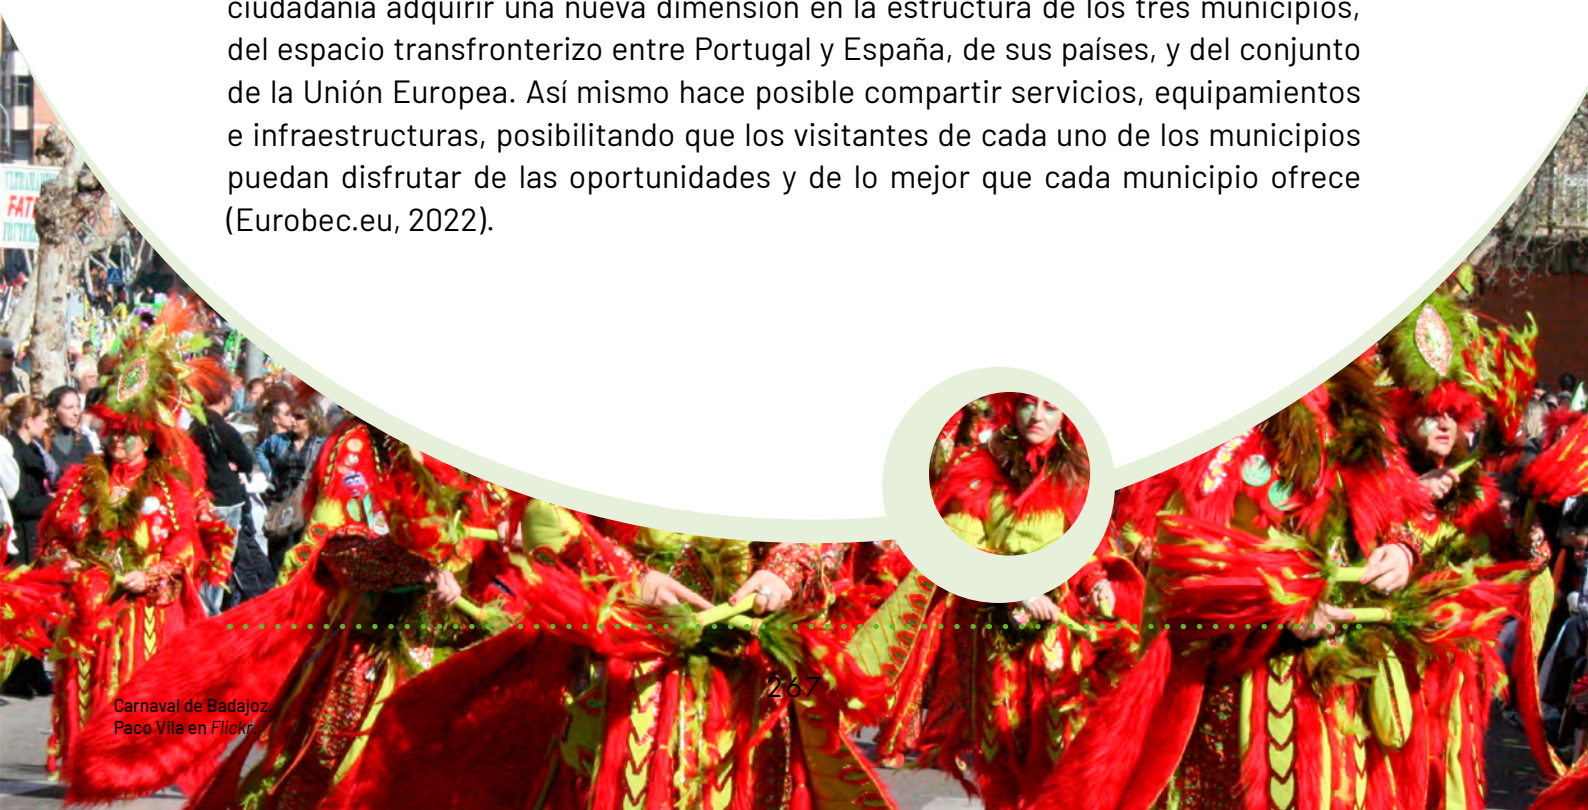 ciudadanía adquirir una nueva dimensión en la estructura de los tres municipios,
del espacio transfronterizo entre Portugal y España, de sus países, y del conjunto
de la Unión Europea. Así mismo hace posible compartir servicios, equipamientos
e infraestructuras, posibilitando que los visitantes de cada uno de los municipios
puedan disfrutar de las oportunidades y de lo mejor que cada municipio ofrece
(Eurobec.eu, 2022).
267
Carnaval de Badajoz.
Paco Vila en Flickr.